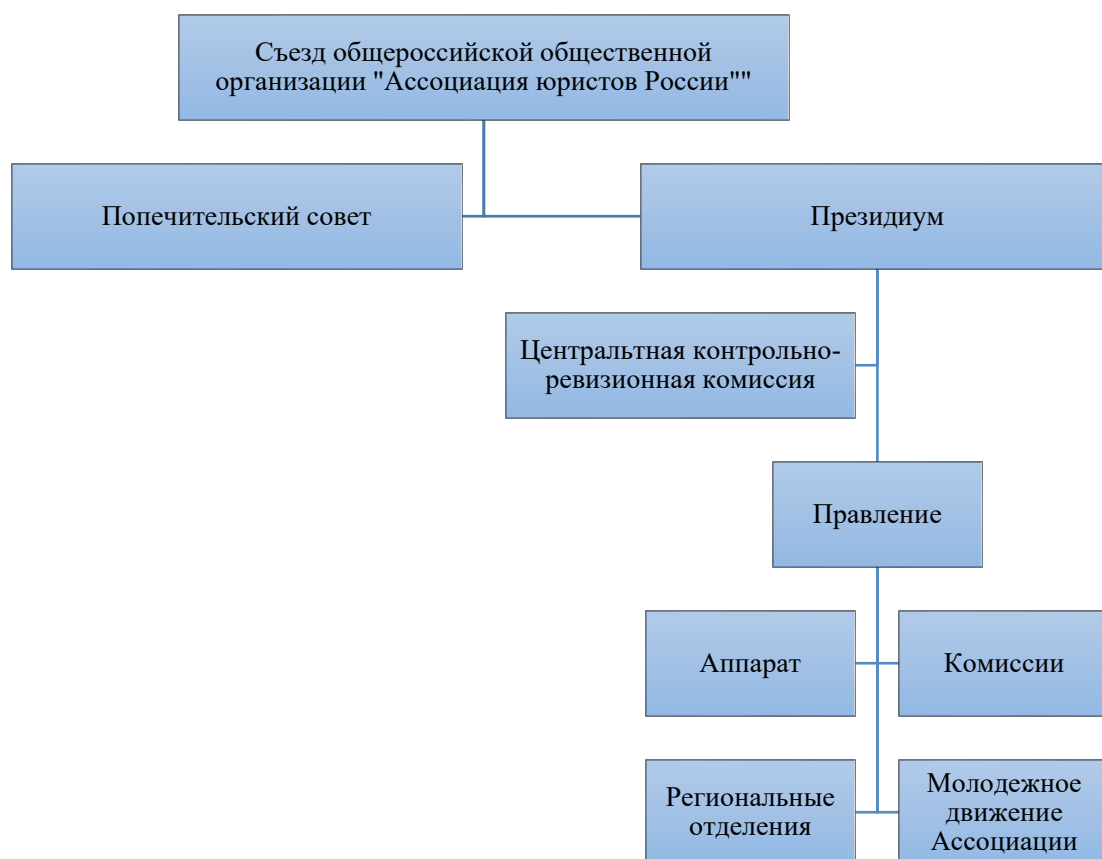 Съезд общероссийской общественной
организации "Ассоциация юристов России""
Попечительский совет
Президиум
Центральтная контрольно-
ревизионная комиссия
Правление
Аппарат
Комиссии
Региональные
отделения
Молодежное
движение
Ассоциации